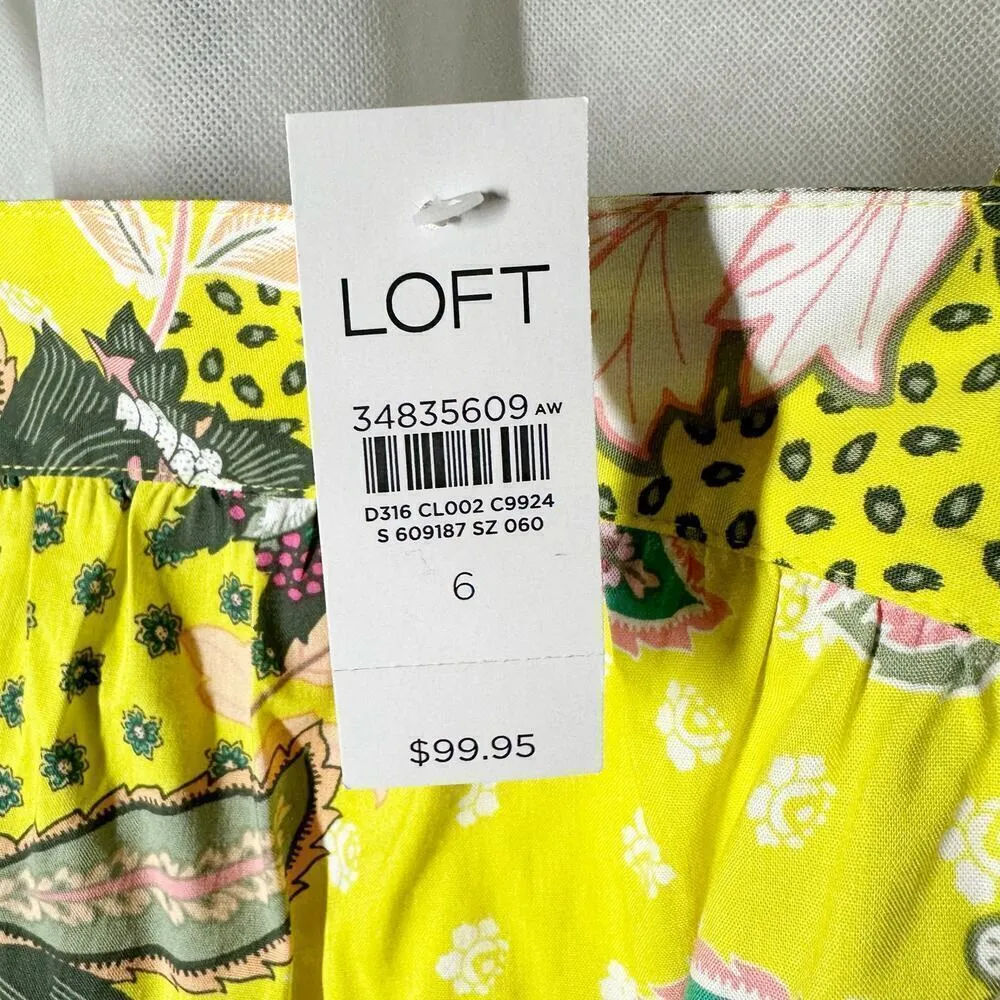 LOFT
34835609 AW
D316 CL002 C9924
S 609187 SZ 060
6
$99.95